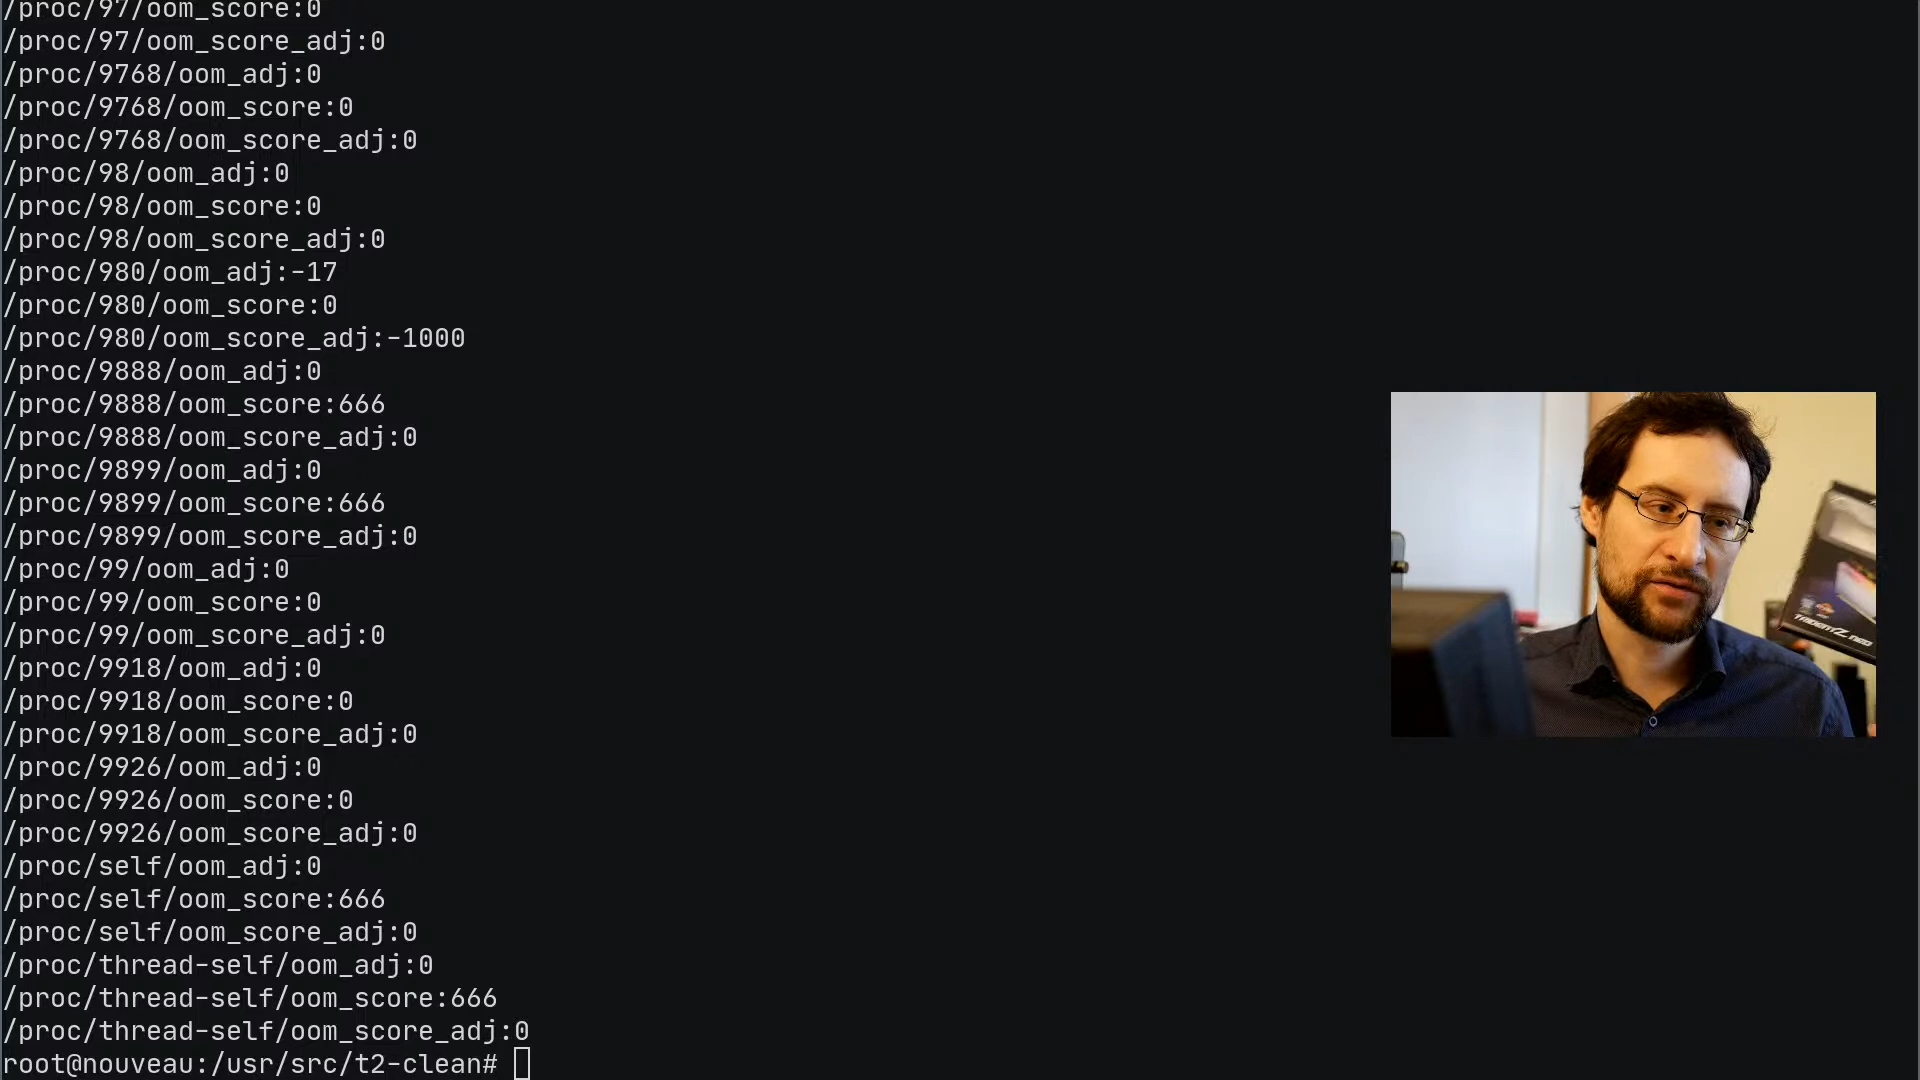 /proc/97/oom_score:0
/proc/97/oom_score_adj:0
/proc/9768/oom_adj:0
/proc/9768/oom_score:0
/proc/9768/oom_score_adj:0
/proc/98/oom_adj:0
/proc/98/oom_score:0
/proc/98/oom_score_adj:0
/proc/980/oom_adj:-17
/proc/980/oom_score:0
/proc/980/oom_score_adj:-1000
/proc/9888/oom_adj:0
/proc/9888/oom_score:666
/proc/9888/oom_score_adj:0
/proc/9899/oom_adj:0
/proc/9899/oom_score:666
/proc/9899/oom_score_adj:0
/proc/99/oom_adj:0
/proc/99/oom_score:0
/proc/99/oom_score_adj:0
/proc/9918/oom_adj:0
/proc/9918/oom_score:0
/proc/9918/oom_score_adj:0
/proc/9926/oom_adj:0
/proc/9926/oom_score:0
/proc/9926/oom_score_adj:0
/proc/self/oom_adj:0
/proc/self/oom_score:666
/proc/self/oom_score_adj:0
/proc/thread-self/oom_adj:0
/proc/thread-self/oom_score:666
/proc/thread-self/oom_score_adj:0
root@nouveau:/usr/src/t2-clean#
TRIDENT Z NEO